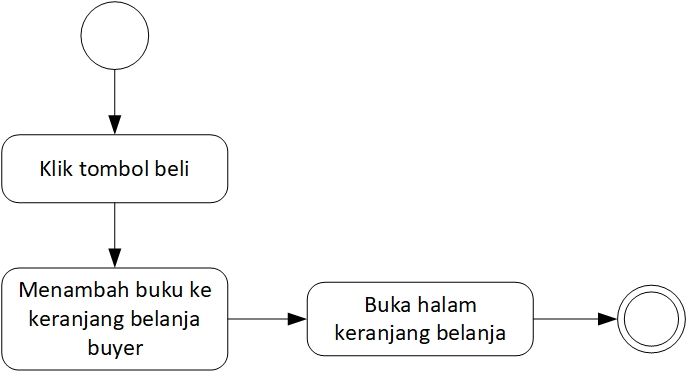 Klik tombol beli
Menambah buku ke
keranjang belanja
buyer
Buka halam
keranjang belanja